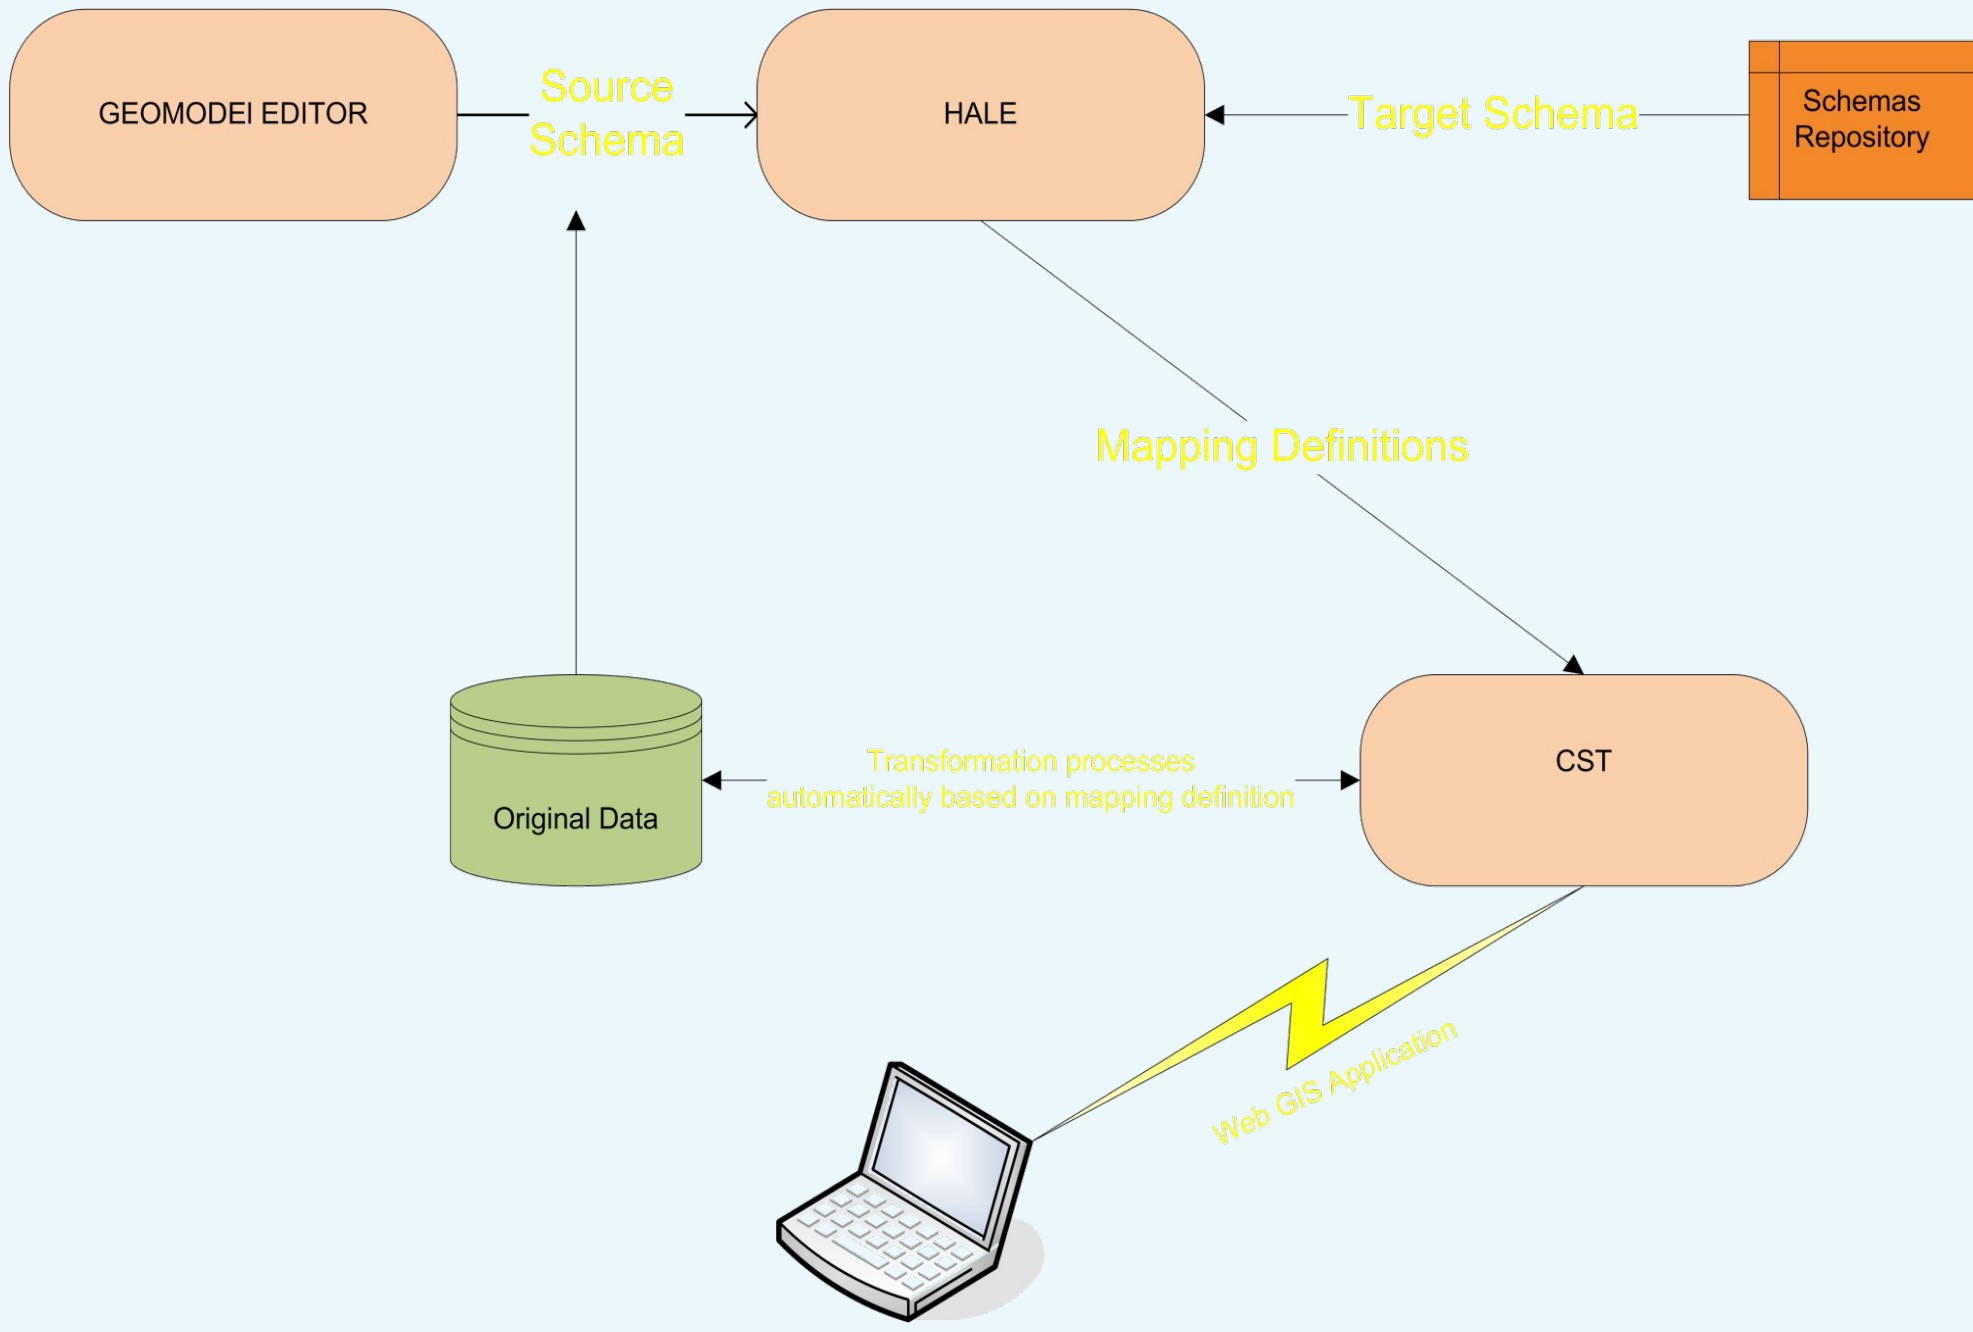 GEOMODEl EDITOR
Source
Schema
HALE
Target Schema
Schemas
Repository
Mapping Definitions
Original Data
Transformation processes
automatically based on mapping definition
CST
Web GIS Application